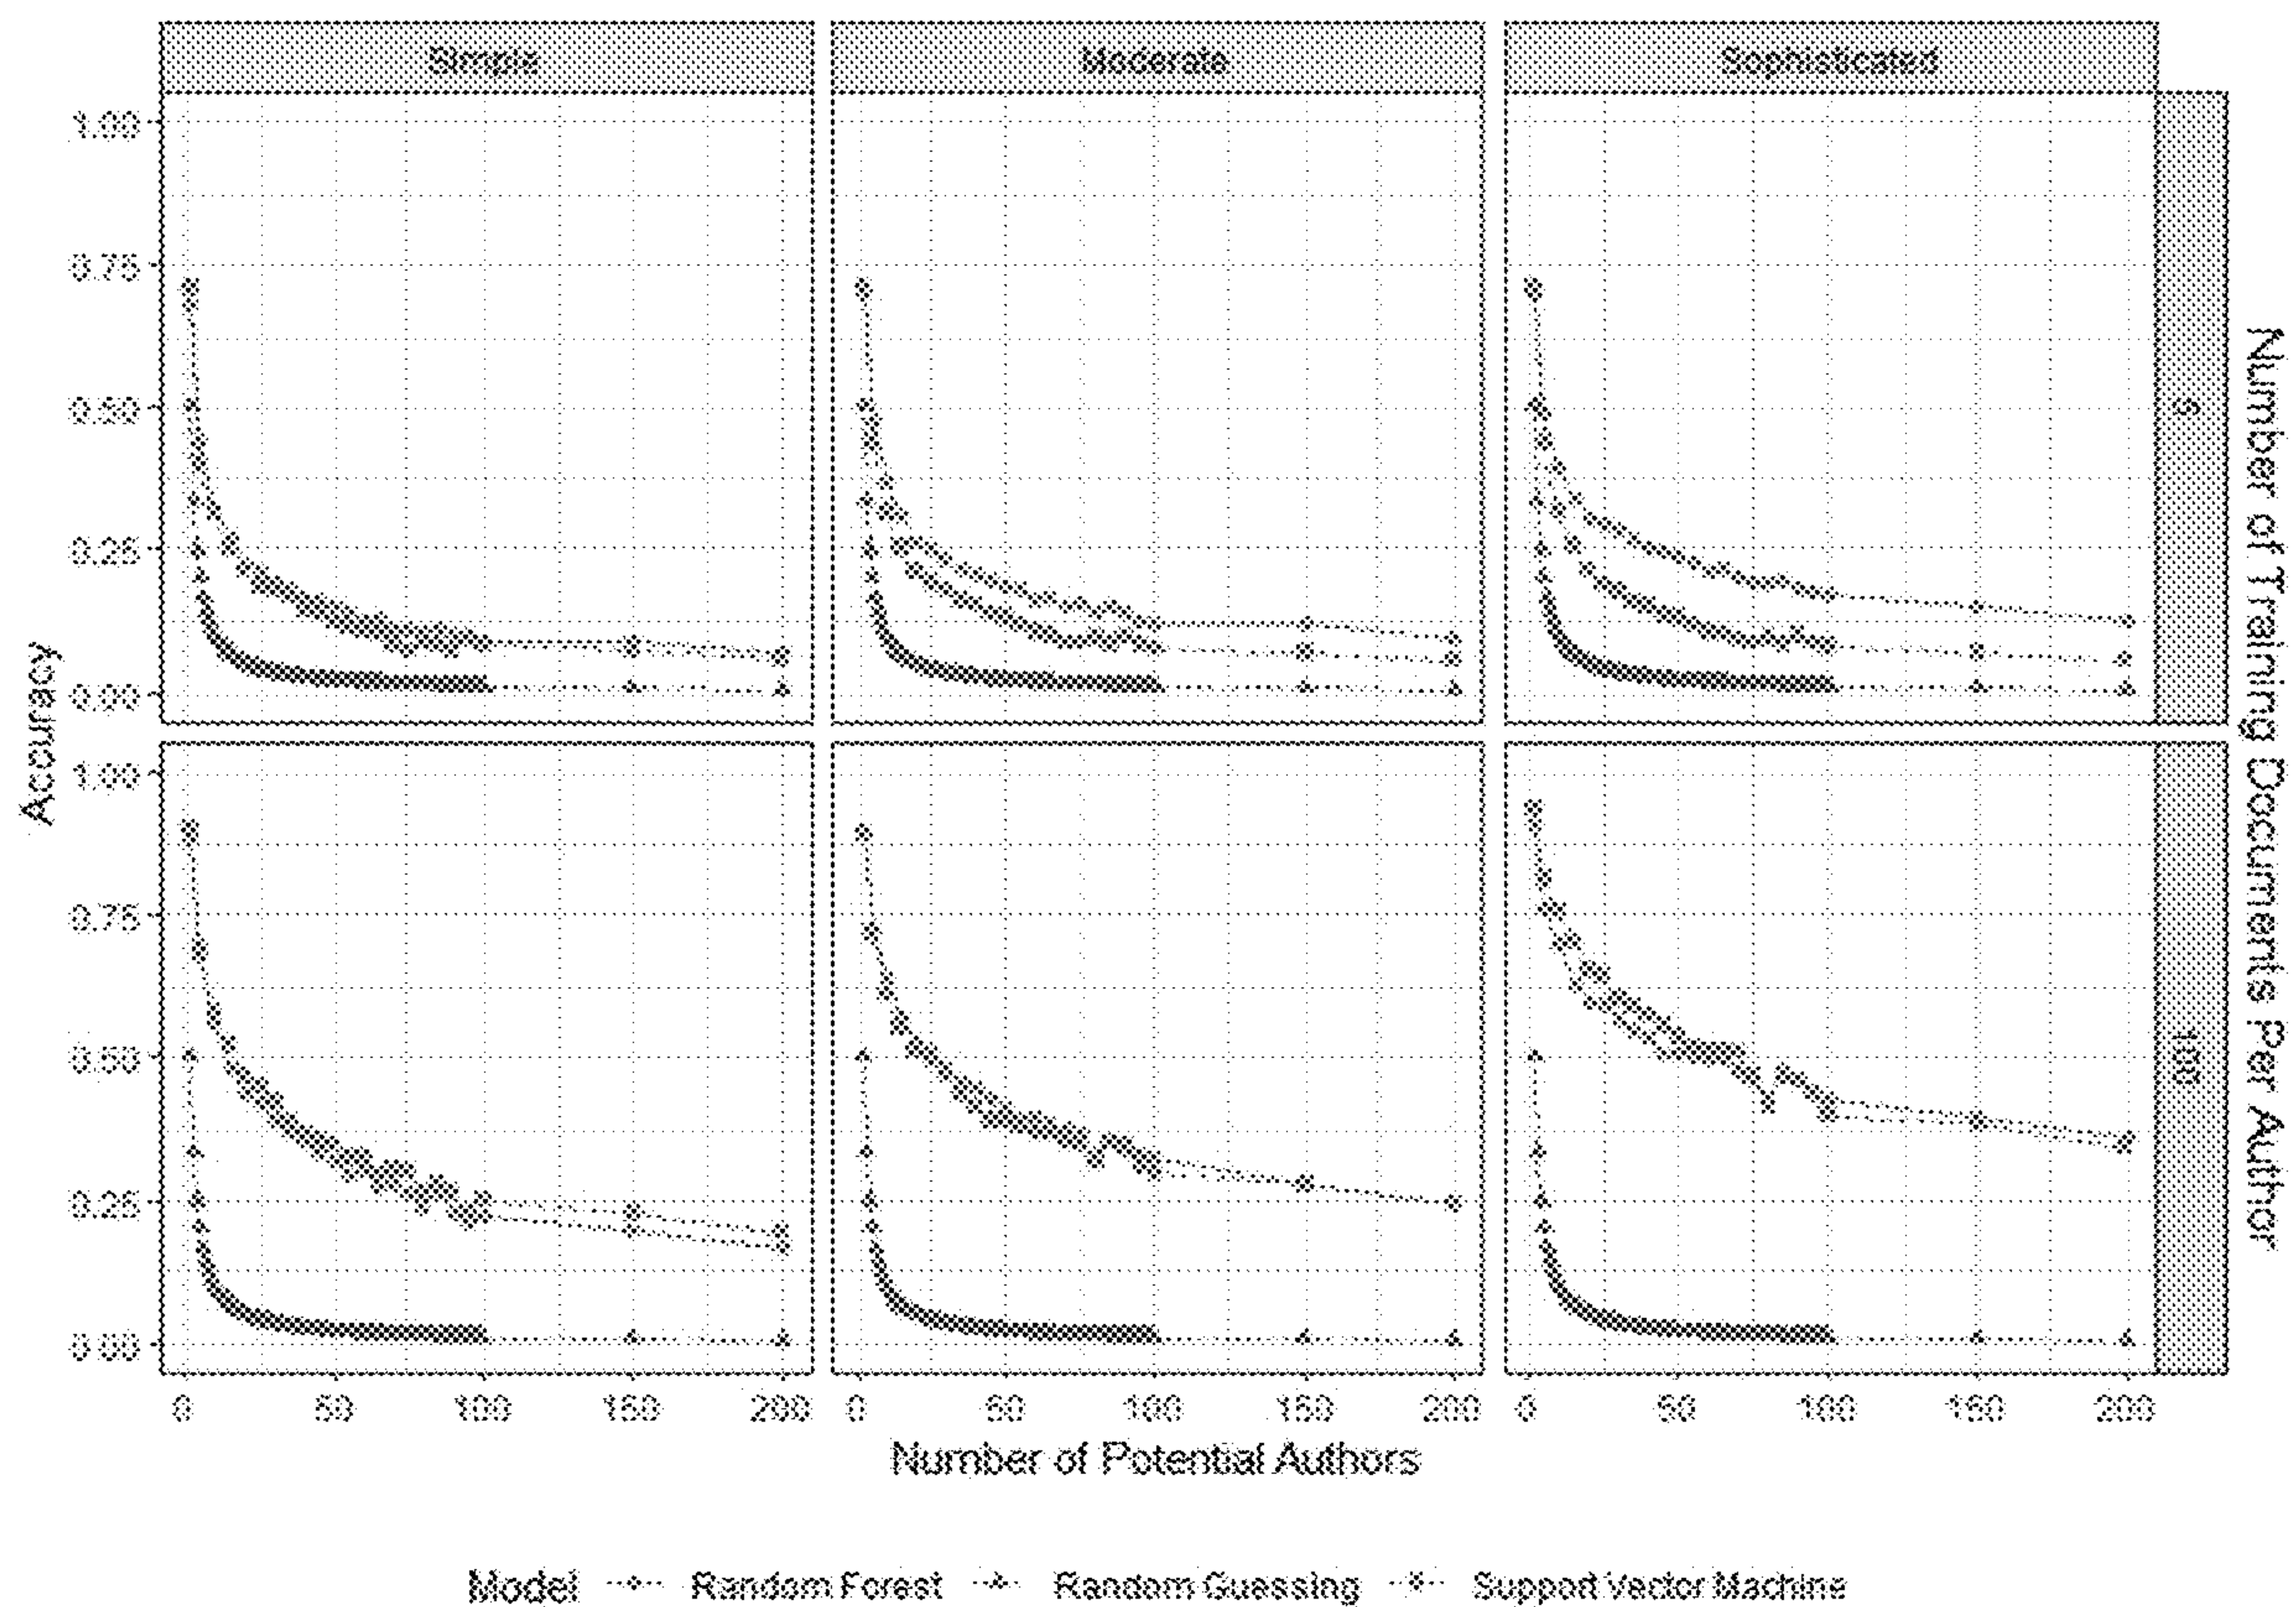 Simple Moderate Sophisticated
1.00
0.75
0.50
0.25
0.00
5
1.00
0.75
0.50
0.25
0.00
100
Accuracy
Number of Training Documents Per Author
0 50 100 150 200 0 50 100 150 200 0 50 100 150 200
Number of Potential Authors
Model Random Forest Random Guessing Support Vector Machine